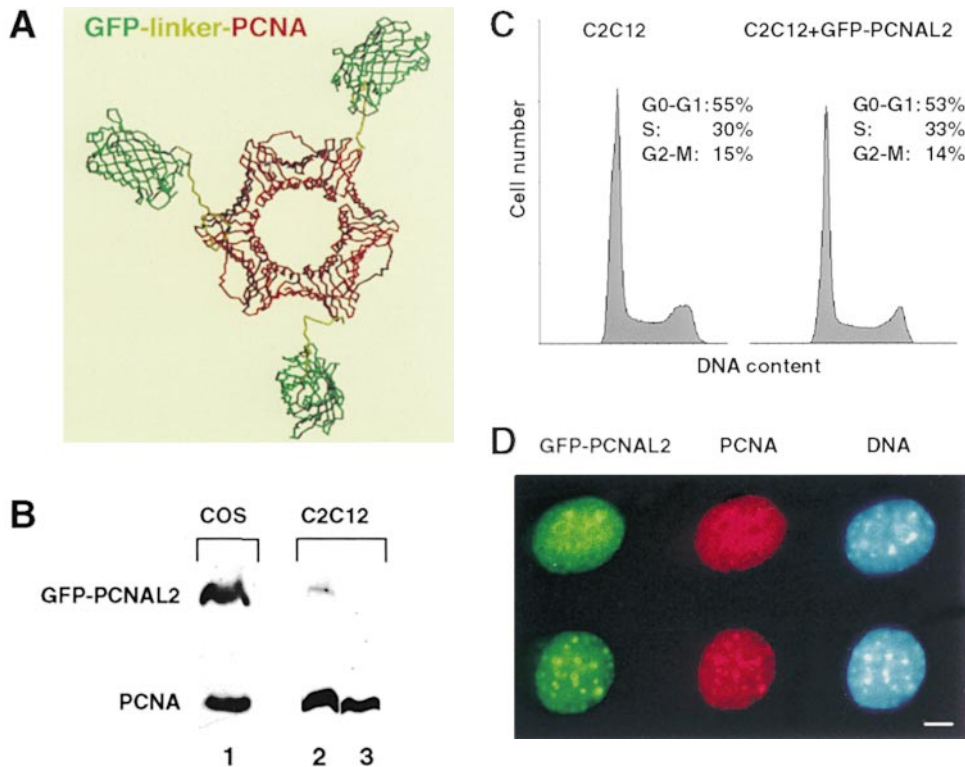 A
GFP-linker-PCNA
B
COS C2C12
GFP-PCNAL2
PCNA
1 2 3
C
C2C12 C2C12+GFP-PCNAL2
Cell number
G0-G1: 55%
S: 30%
G2-M: 15%
G0-G1: 53%
S: 33%
G2-M: 14%
DNA content
D
GFP-PCNAL2 PCNA DNA